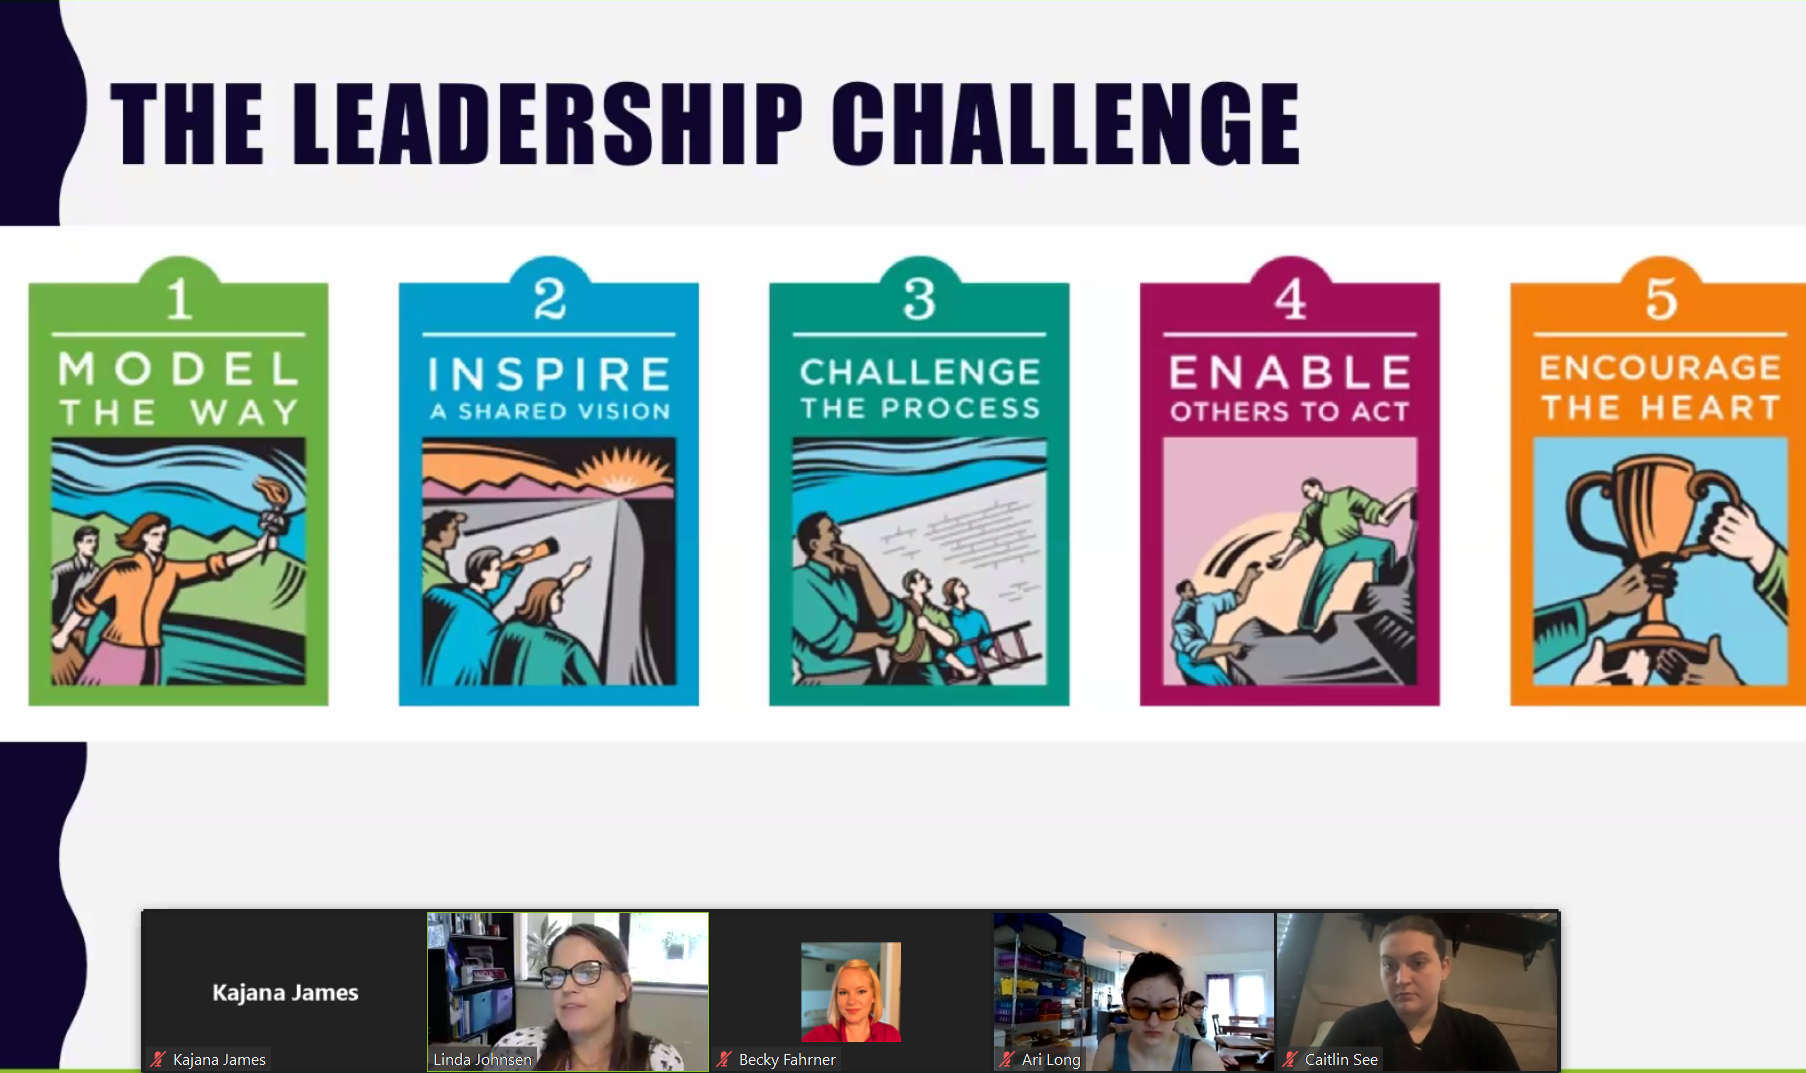 THE LEADERSHIP CHALLENGE
1
MODEL
THE WAY
2
INSPIRE
A SHARED VISION
3
CHALLENGE
THE PROCESS
4
ENABLE
OTHERS TO ACT
5
ENCOURAGE
THE HEART
Kajana James
Kajana James
Linda Johnsen
Becky Fahrner
Ari Long
Caitlin See